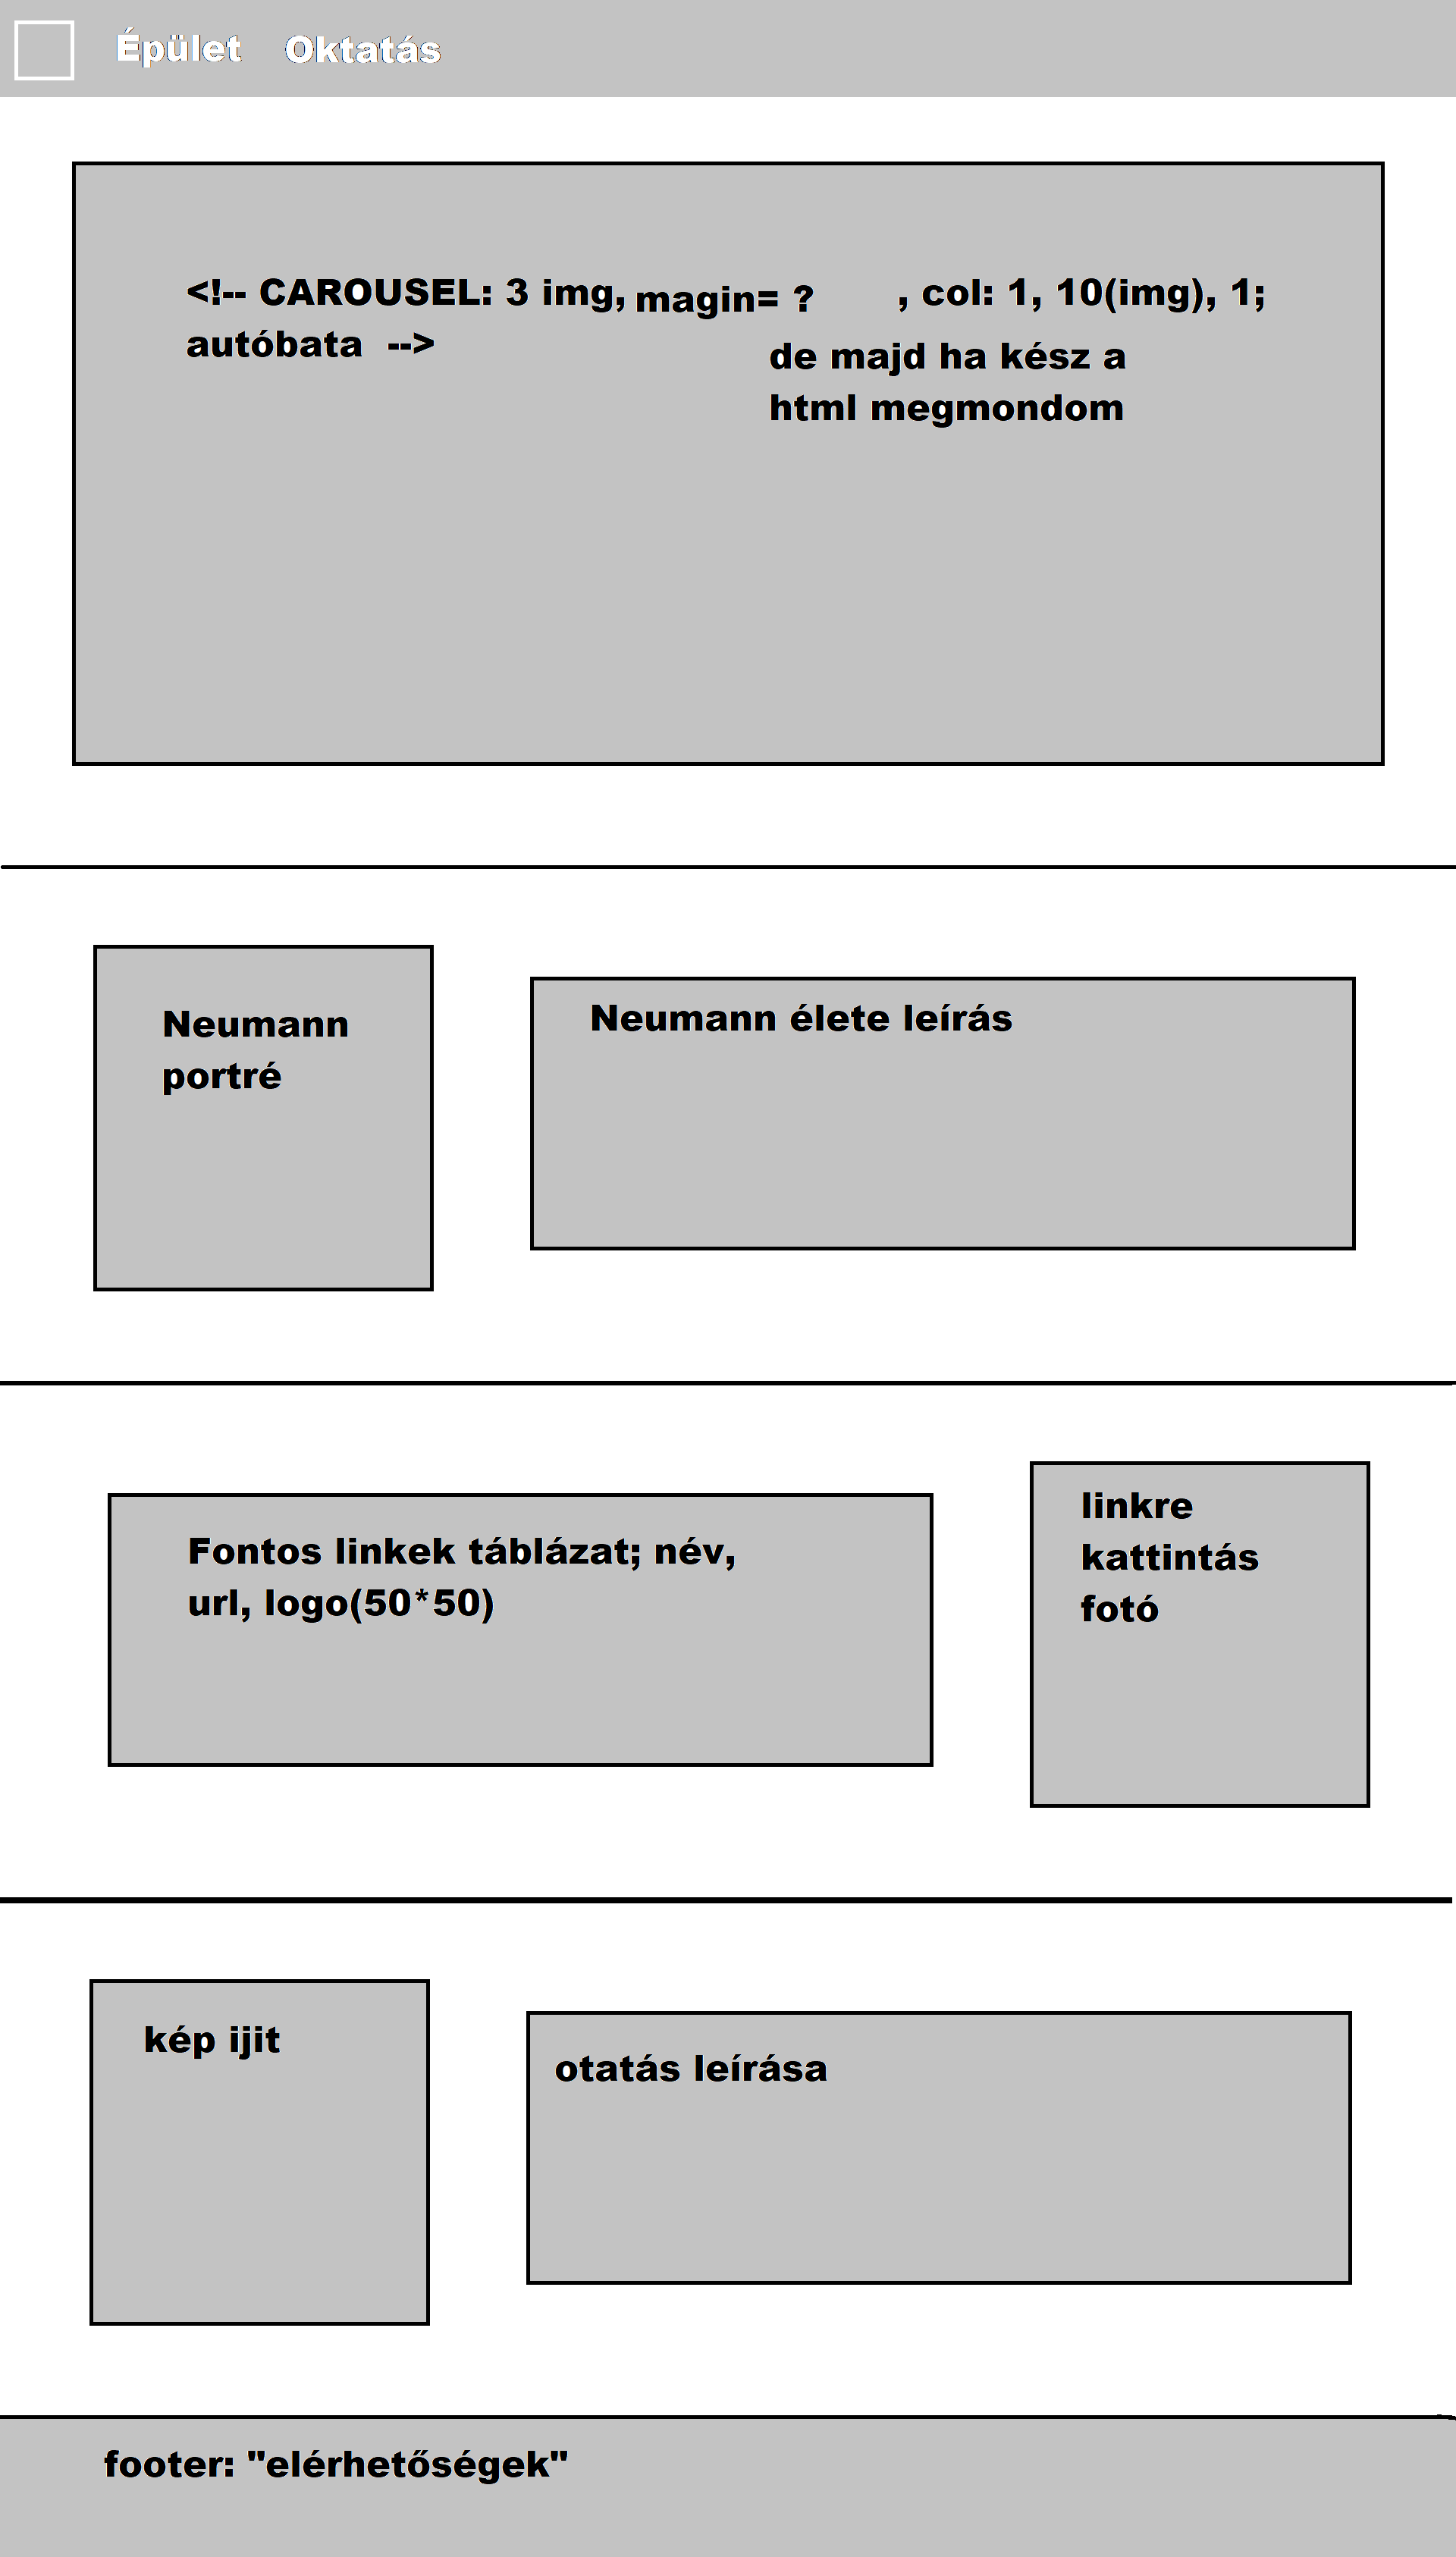 Épület Oktatás
<!-- CAROUSEL: 3 img, magin= ? , col: 1, 10(img), 1;
autóbata -->
de majd ha kész a
html megmondom
Neumann
portré
Neumann élete leírás
Fontos linkek táblázat; név,
url, logo(50*50)
linkre
kattintás
fotó
kép ijit
otatás leírása
footer: "elérhetőségek"